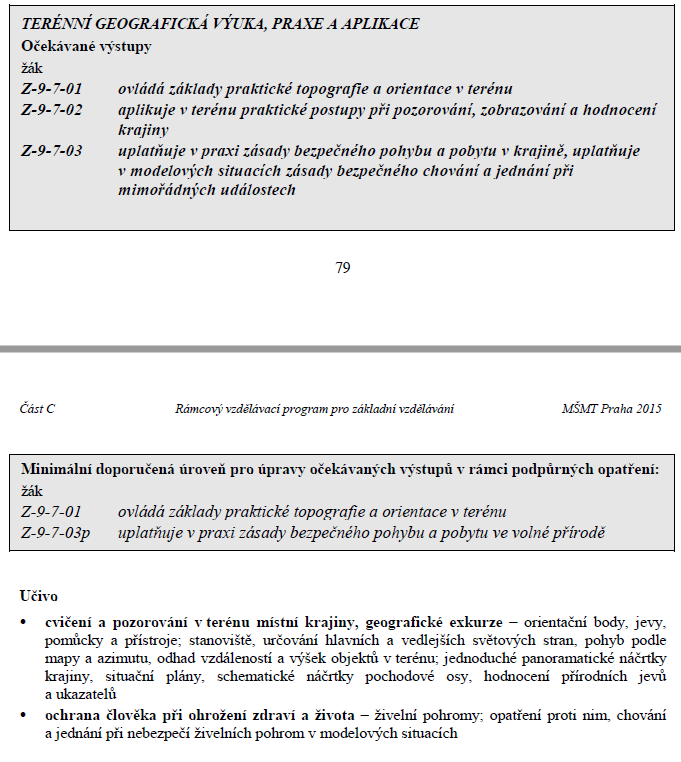 TERÉNNÍ GEOGRAFICKÁ VÝUKA, PRAXE A APLIKACE
Očekávané výstupy
žák
Z-9-7-01 ovládá základy praktické topografie a orientace v terénu
Z-9-7-02 aplikuje v terénu praktické postupy při pozorování, zobrazování a hodnocení
krajiny
Z-9-7-03 uplatňuje v praxi zásady bezpečného pohybu a pobytu v krajině, uplatňuje
v modelových situacích zásady bezpečného chování a jednání při
mimořádných událostech
79
Část C Rámcový vzdělávací program pro základní vzdělávání MŠMT Praha 2015
Minimální doporučená úroveň pro úpravy očekávaných výstupů v rámci podpůrných opatření:
žák
Z-9-7-01 ovládá základy praktické topografie a orientace v terénu
Z-9-7-03p uplatňuje v praxi zásady bezpečného pohybu a pobytu ve volné přírodě
Učivo
• cvičení a pozorování v terénu místní krajiny, geografické exkurze – orientační body, jevy,
pomůcky a přístroje; stanoviště, určování hlavních a vedlejších světových stran, pohyb podle
mapy a azimutu, odhad vzdáleností a výšek objektů v terénu; jednoduché panoramatické náčrtky
krajiny, situační plány, schematické náčrtky pochodové osy, hodnocení přírodních jevů
a ukazatelů
• ochrana člověka při ohrožení zdraví a života – živelní pohromy; opatření proti nim, chování
a jednání při nebezpečí živelních pohrom v modelových situacích